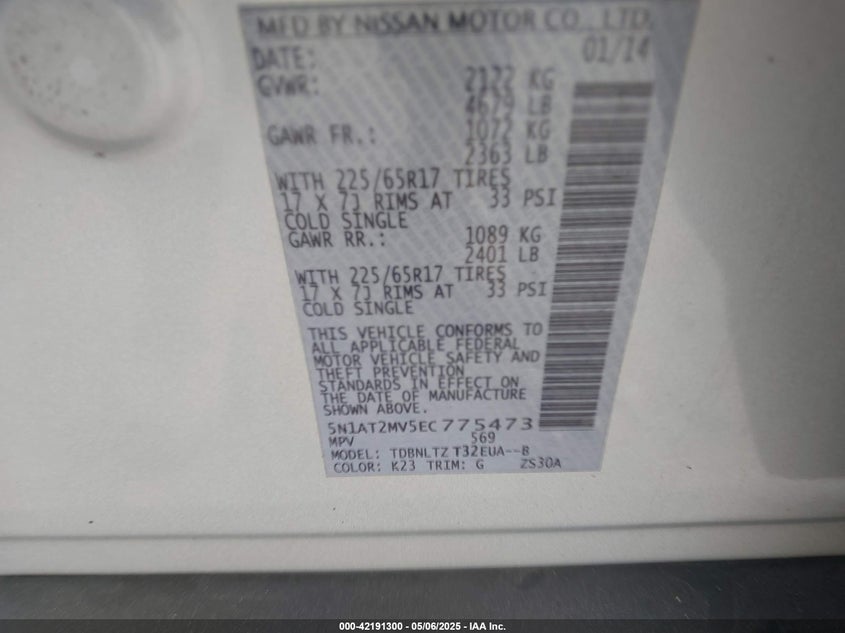 MFD BY NISSAN MOTOR CO., LTD.
DATE: 01/14
GVWR: 2122 KG
4679 LB
GAWR FR.: 1072 KG
2363 LB
WITH 225/65R17 TIRES
17 X 7J RIMS AT 33 PSI
COLD SINGLE
GAWR RR.: 1089 KG
2401 LB
WITH 225/65R17 TIRES
17 X 7J RIMS AT 33 PSI
COLD SINGLE
THIS VEHICLE CONFORMS TO
ALL APPLICABLE FEDERAL
MOTOR VEHICLE SAFETY AND
THEFT PREVENTION
STANDARDS IN EFFECT ON
THE DATE OF MANUFACTURE
SHOWN ABOVE.
5N1AT2MV5EC775473
MPV 569
MODEL: TDBNLTZ T32EUA--B
COLOR: K23 TRIM: G ZS30A
000-42191300 - 05/06/2025 - IAA Inc.